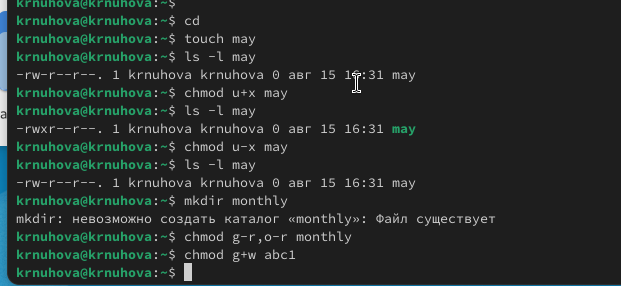 krnuhova@krnuhova:~$
krnuhova@krnuhova:~$ cd
krnuhova@krnuhova:~$ touch may
krnuhova@krnuhova:~$ ls -l may
-rw-r--r--. 1 krnuhova krnuhova 0 авг 15 16:31 may
krnuhova@krnuhova:~$ chmod u+x may
krnuhova@krnuhova:~$ ls -l may
-rwxr--r--. 1 krnuhova krnuhova 0 авг 15 16:31 may
krnuhova@krnuhova:~$ chmod u-x may
krnuhova@krnuhova:~$ ls -l may
-rw-r--r--. 1 krnuhova krnuhova 0 авг 15 16:31 may
krnuhova@krnuhova:~$ mkdir monthly
mkdir: невозможно создать каталог «monthly»: Файл существует
krnuhova@krnuhova:~$ chmod g-r,o-r monthly
krnuhova@krnuhova:~$ chmod g+w abc1
krnuhova@krnuhova:~$